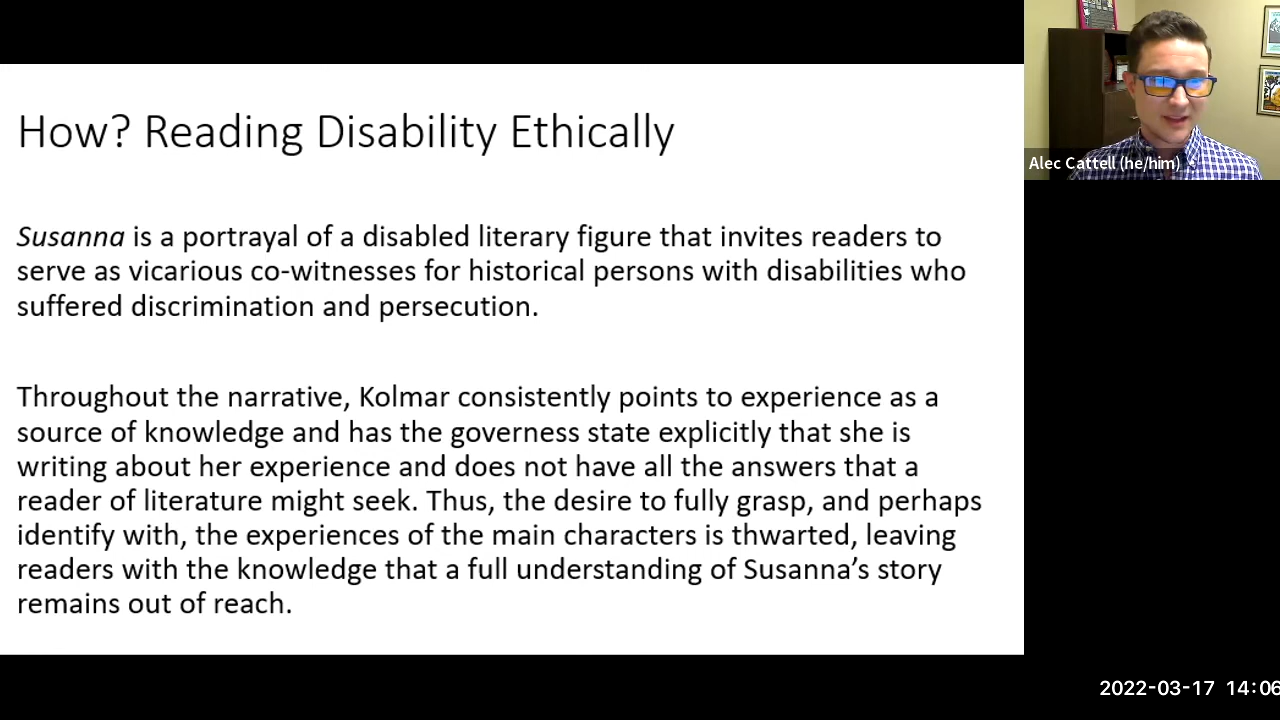 How? Reading Disability Ethically
Susanna is a portrayal of a disabled literary figure that invites readers to
serve as vicarious co-witnesses for historical persons with disabilities who
suffered discrimination and persecution.
Throughout the narrative, Kolmar consistently points to experience as a
source of knowledge and has the governess state explicitly that she is
writing about her experience and does not have all the answers that a
reader of literature might seek. Thus, the desire to fully grasp, and perhaps
identify with, the experiences of the main characters is thwarted, leaving
readers with the knowledge that a full understanding of Susanna’s story
remains out of reach.
Alec Cattell (he/him)
2022-03-17 14:06